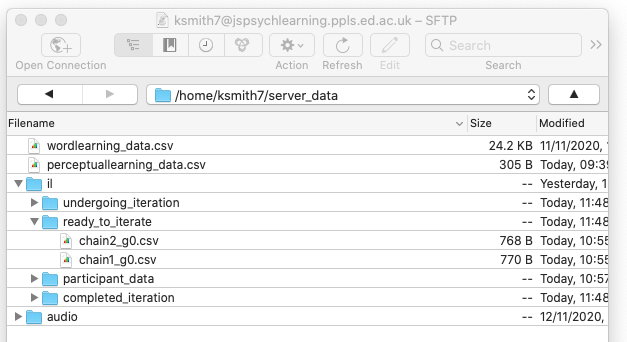 ksmith7@jspsychlearning.ppls.ed.ac.uk – SFTP
Search
Open Connection Action Refresh Edit Search
/home/ksmith7/server_data
Filename Size Modified
wordlearning_data.csv 24.2 KB 11/11/2020,
perceptuallearning_data.csv 305 B Today, 09:39
il -- Yesterday, 1
undergoing_iteration -- Today, 11:48
ready_to_iterate -- Today, 11:48
chain2_g0.csv 768 B Today, 10:55
chain1_g0.csv 770 B Today, 10:55
participant_data -- Today, 10:57
completed_iteration -- Today, 11:48
audio -- 12/11/2020,